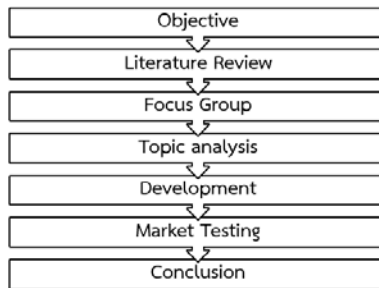 Objective
Literature Review
Focus Group
Topic analysis
Development
Market Testing
Conclusion